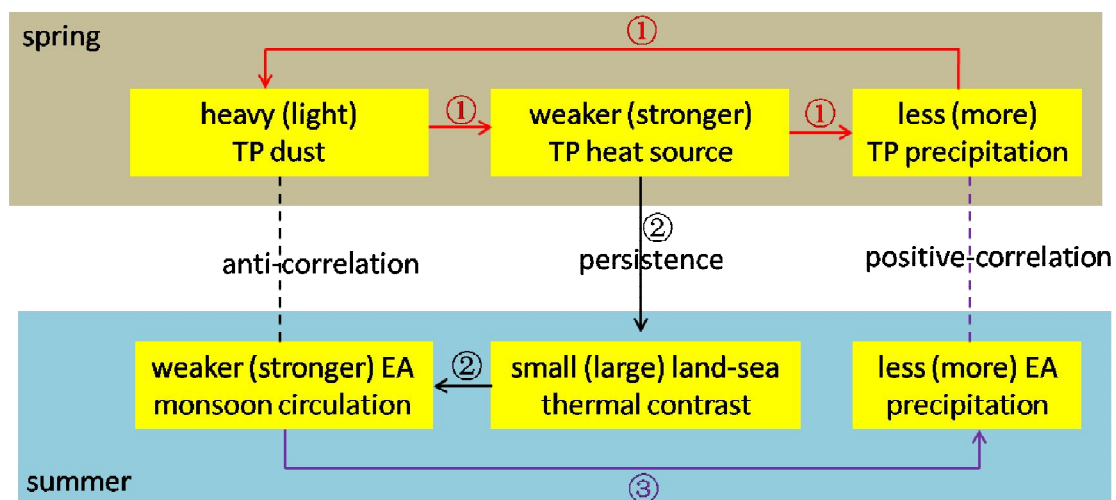 spring
①
heavy (light)
TP dust
①
weaker (stronger)
TP heat source
①
less (more)
TP precipitation
②
anti-correlation
persistence
positive-correlation
weaker (stronger) EA
monsoon circulation
②
small (large) land-sea
thermal contrast
less (more) EA
precipitation
summer
③